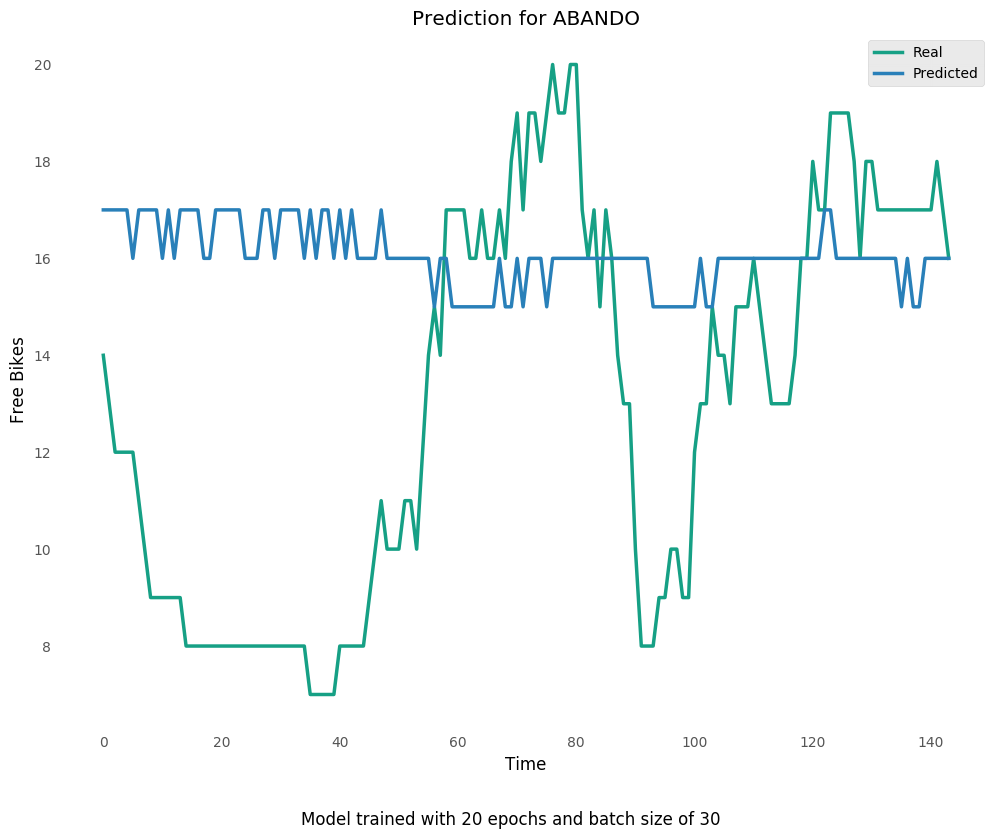 Prediction for ABANDO
Real
Predicted
20
18
16
14
12
10
8
Free Bikes
0 20 40 60 80 100 120 140
Time
Model trained with 20 epochs and batch size of 30